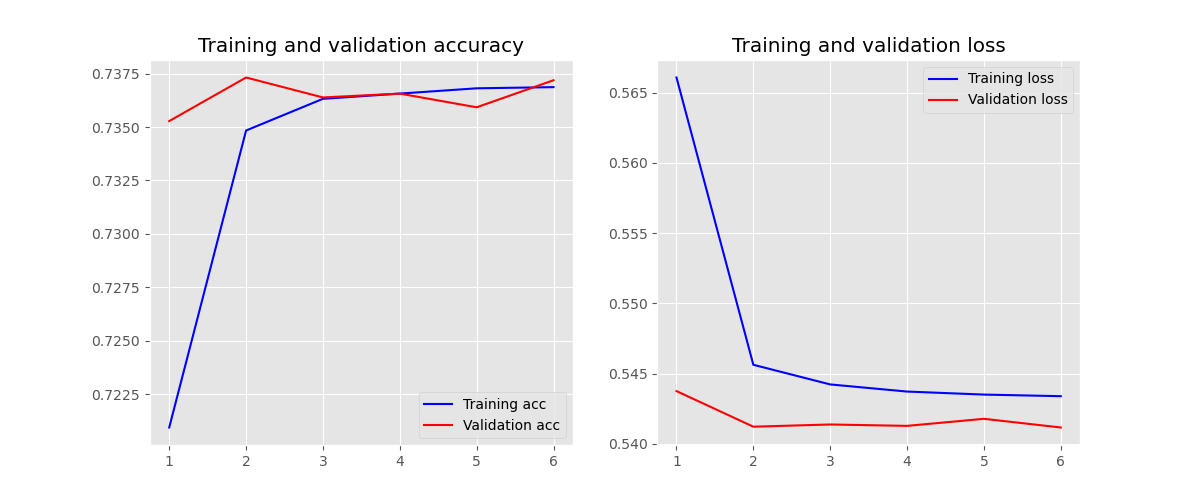 Training and validation accuracy
0.7375
0.7350
0.7325
0.7300
0.7275
0.7250
0.7225
1 2 3 4 5 6
Training acc
Validation acc
Training and validation loss
0.565
0.560
0.555
0.550
0.545
0.540
1 2 3 4 5 6
Training loss
Validation loss